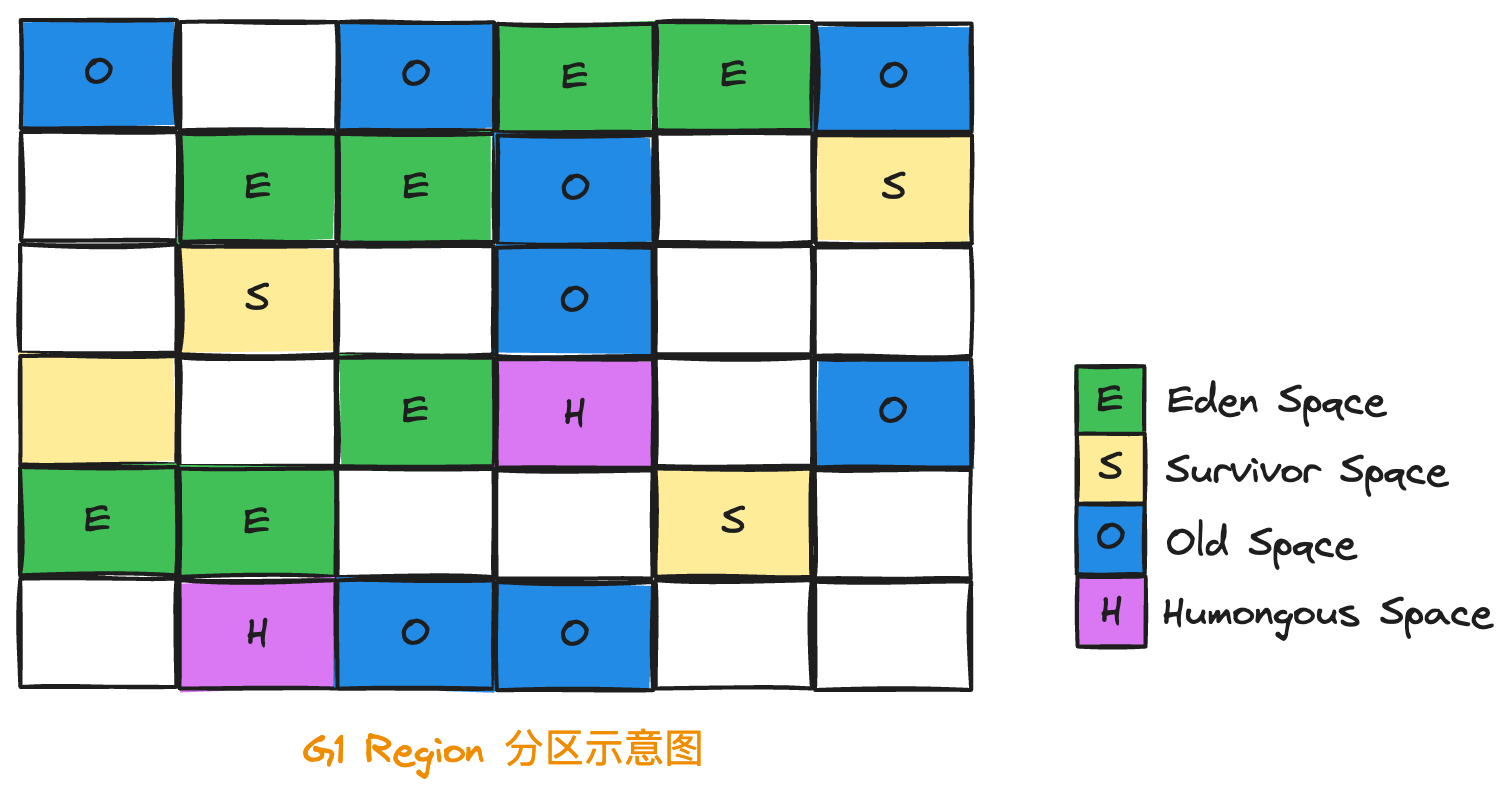 O O E E O
E E O S
S O
E H O
E E S
H O O
E Eden Space
S Survivor Space
O Old Space
H Humongous Space
G1 Region 分区示意图